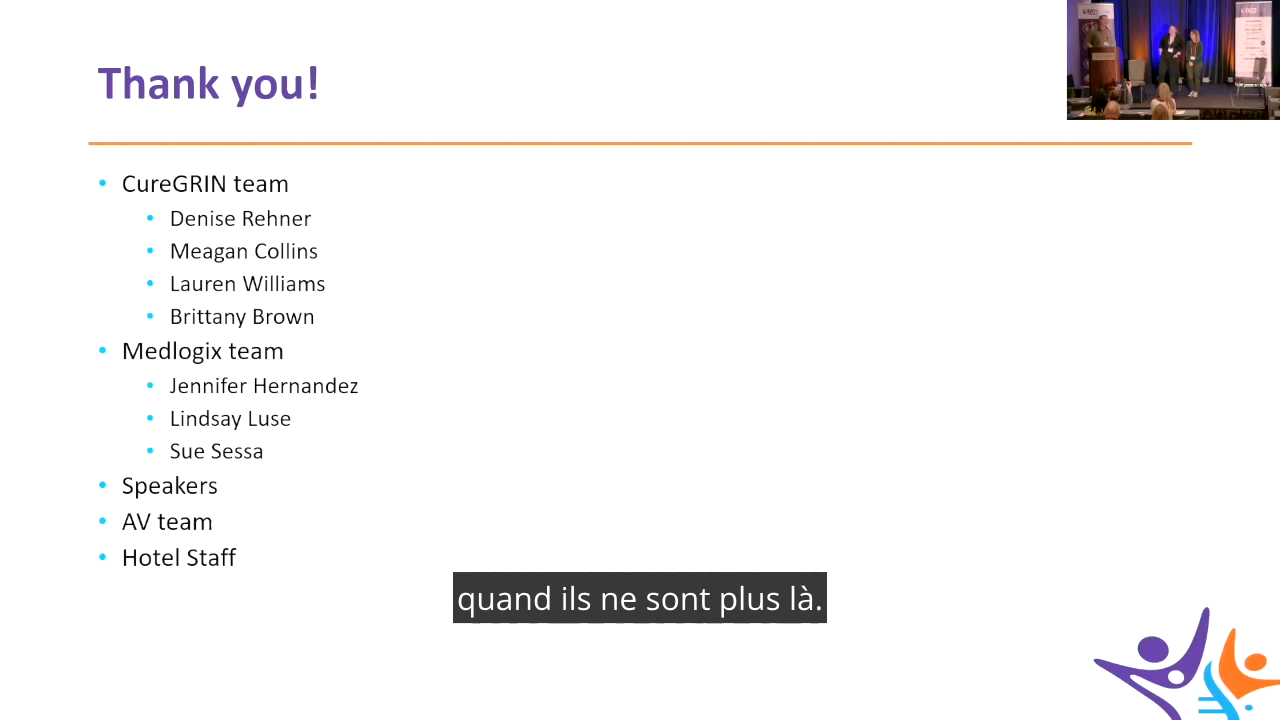 Thank you!
CureGRIN team
Denise Rehner
Meagan Collins
Lauren Williams
Brittany Brown
Medlogix team
Jennifer Hernandez
Lindsay Luse
Sue Sessa
Speakers
AV team
Hotel Staff
quand ils ne sont plus là.